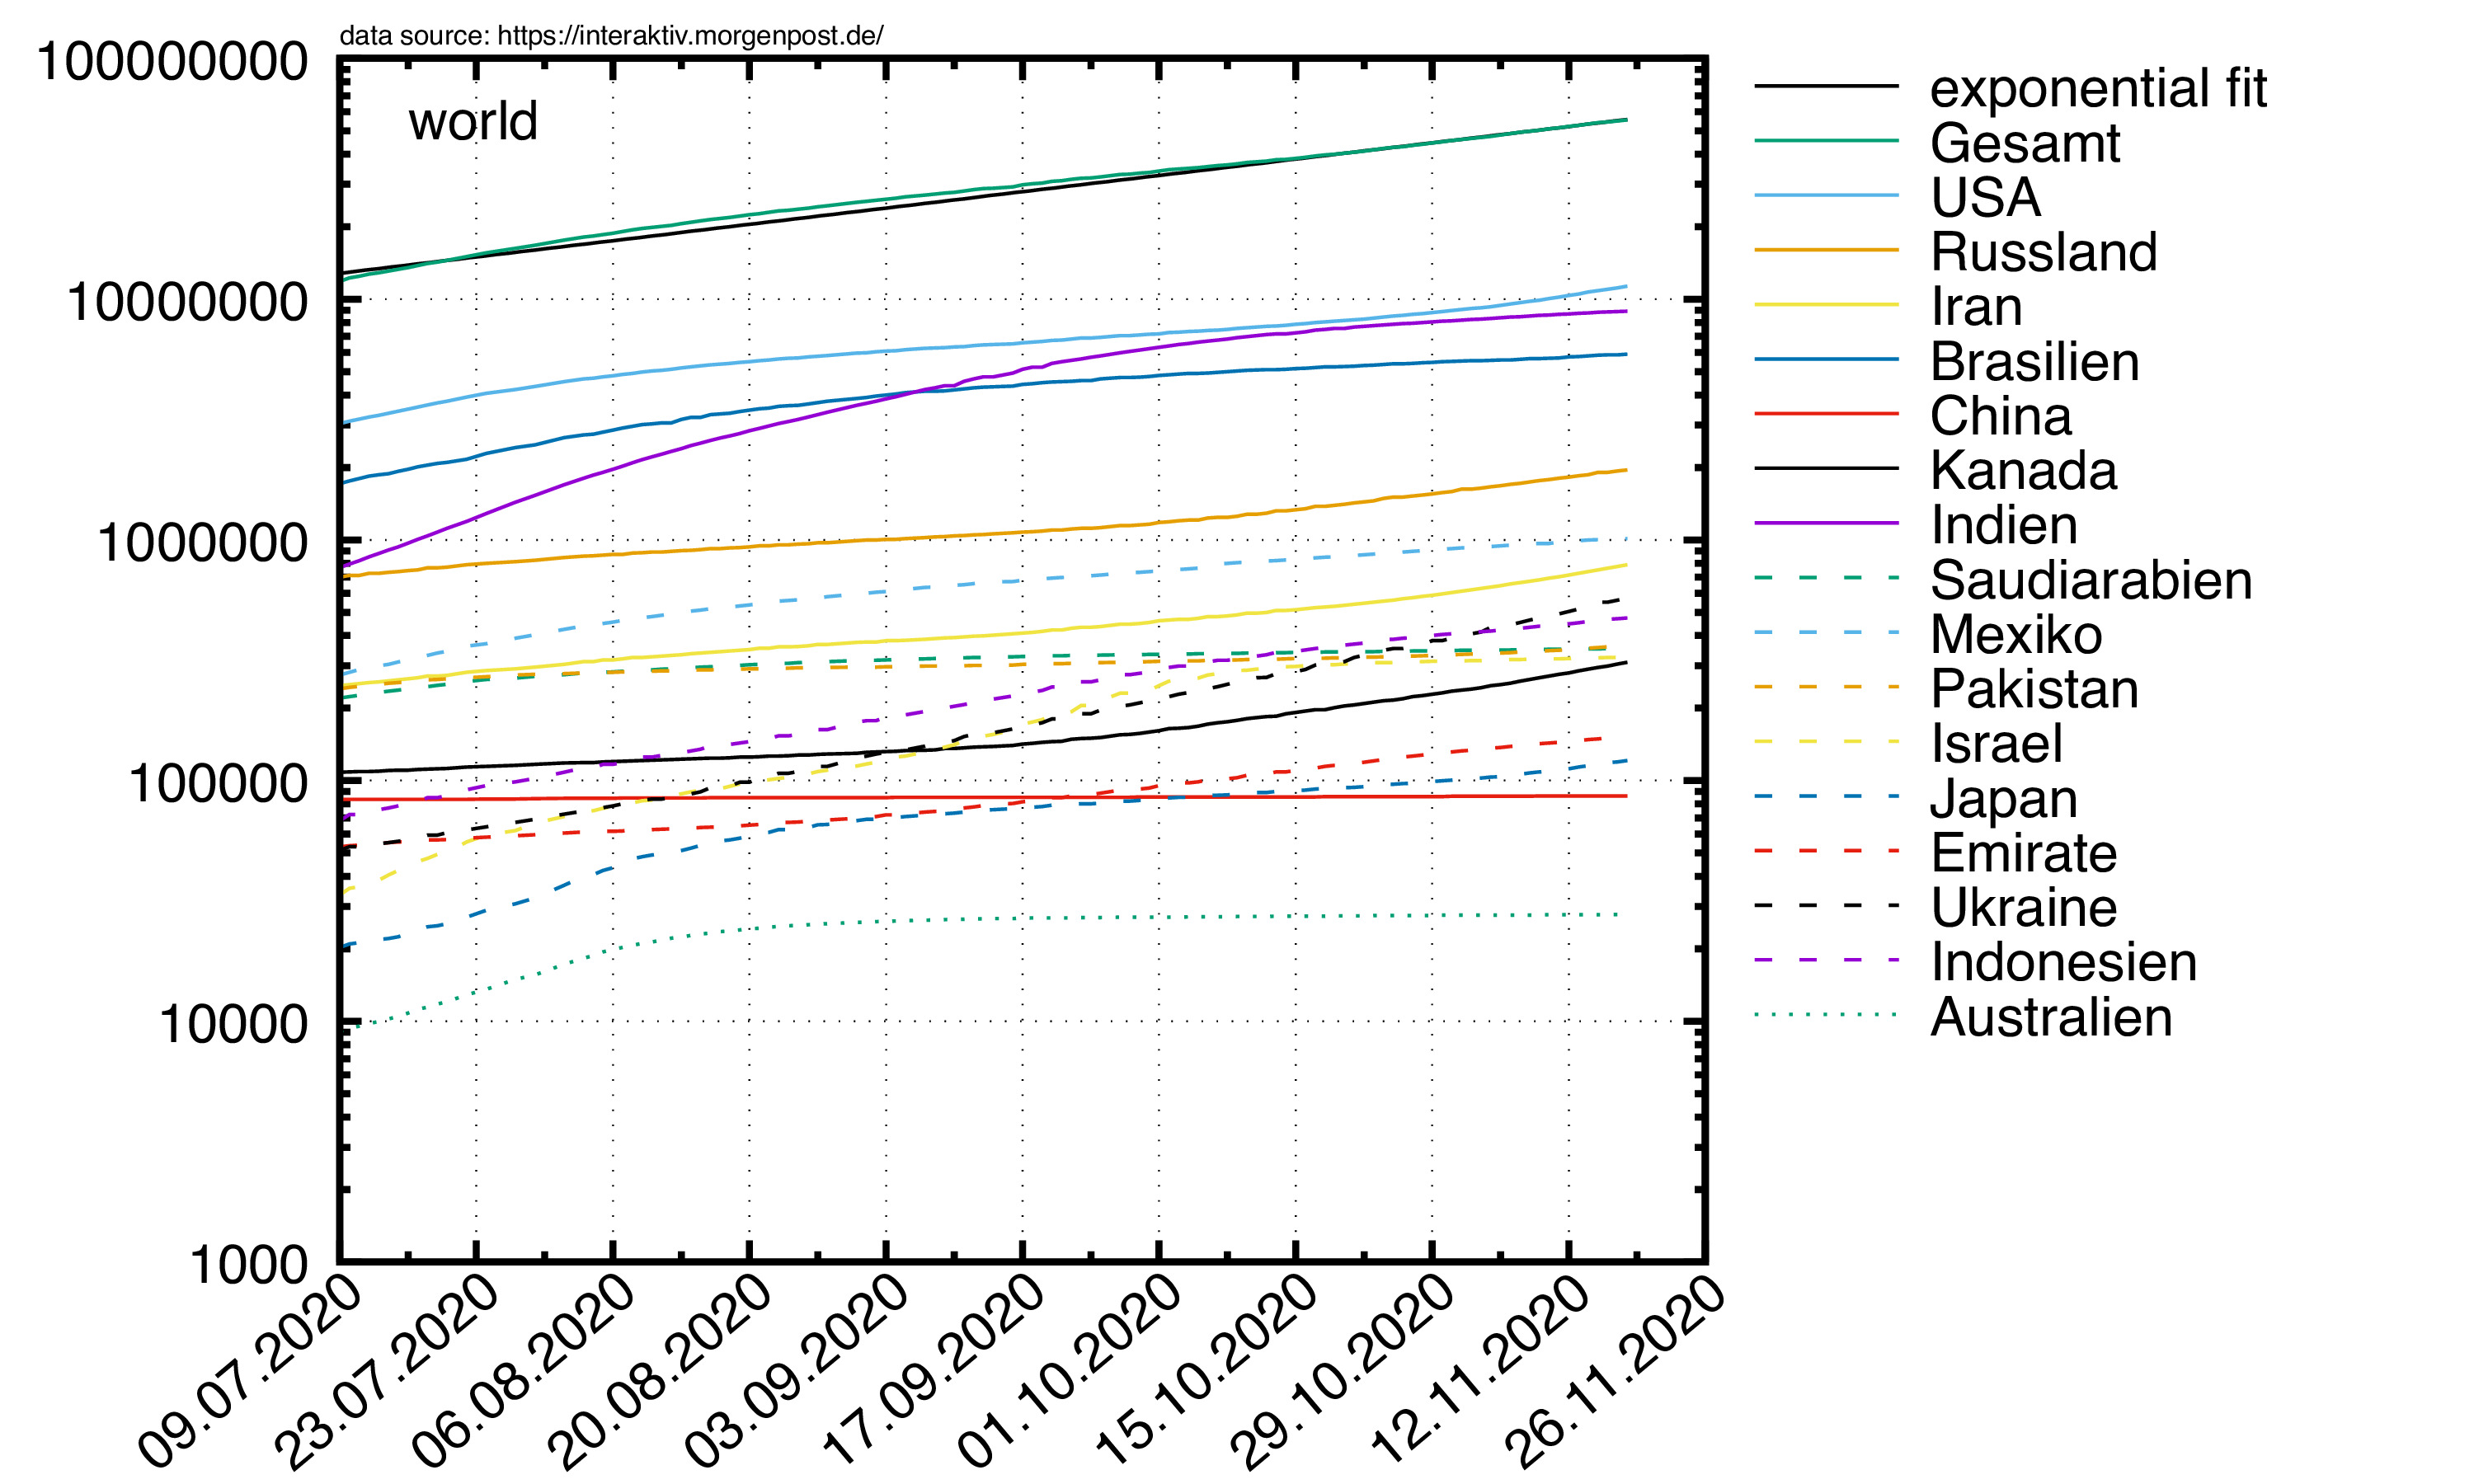 data source: https://interaktiv.morgenpost.de/
100000000
10000000
1000000
100000
10000
1000
world
exponential fit
Gesamt
USA
Russland
Iran
Brasilien
China
Kanada
Indien
Saudiarabien
Mexiko
Pakistan
Israel
Japan
Emirate
Ukraine
Indonesien
Australien
09.07.2020
23.07.2020
06.08.2020
20.08.2020
03.09.2020
17.09.2020
01.10.2020
15.10.2020
29.10.2020
12.11.2020
26.11.2020